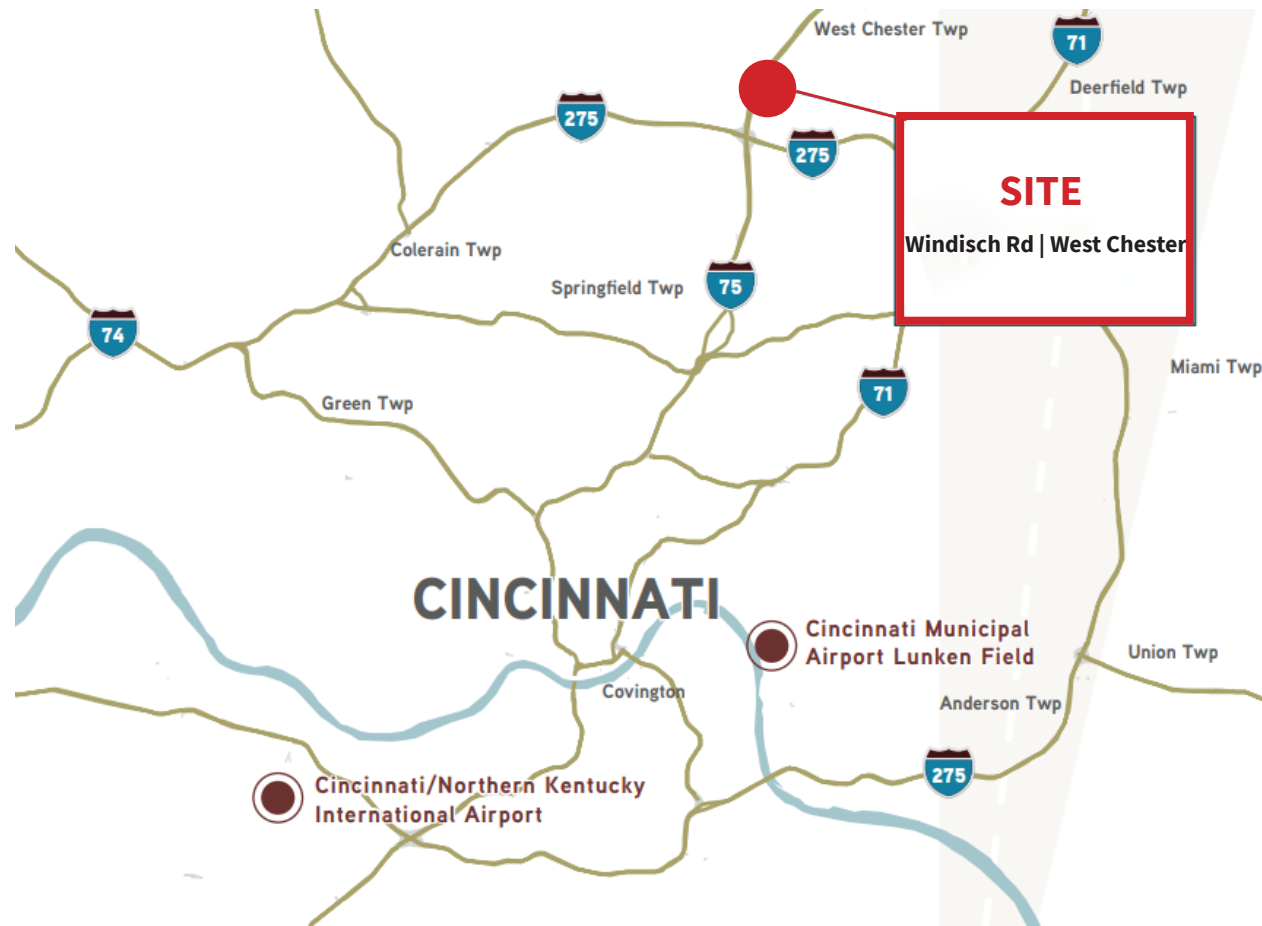 West Chester Twp
71
Deerfield Twp
275
275
SITE
Windisch Rd | West Chester
Colerain Twp
Springfield Twp
75
74
Miami Twp
71
Green Twp
CINCINNATI
Cincinnati Municipal
Airport Lunken Field
Union Twp
Covington
Anderson Twp
275
Cincinnati/Northern Kentucky
International Airport